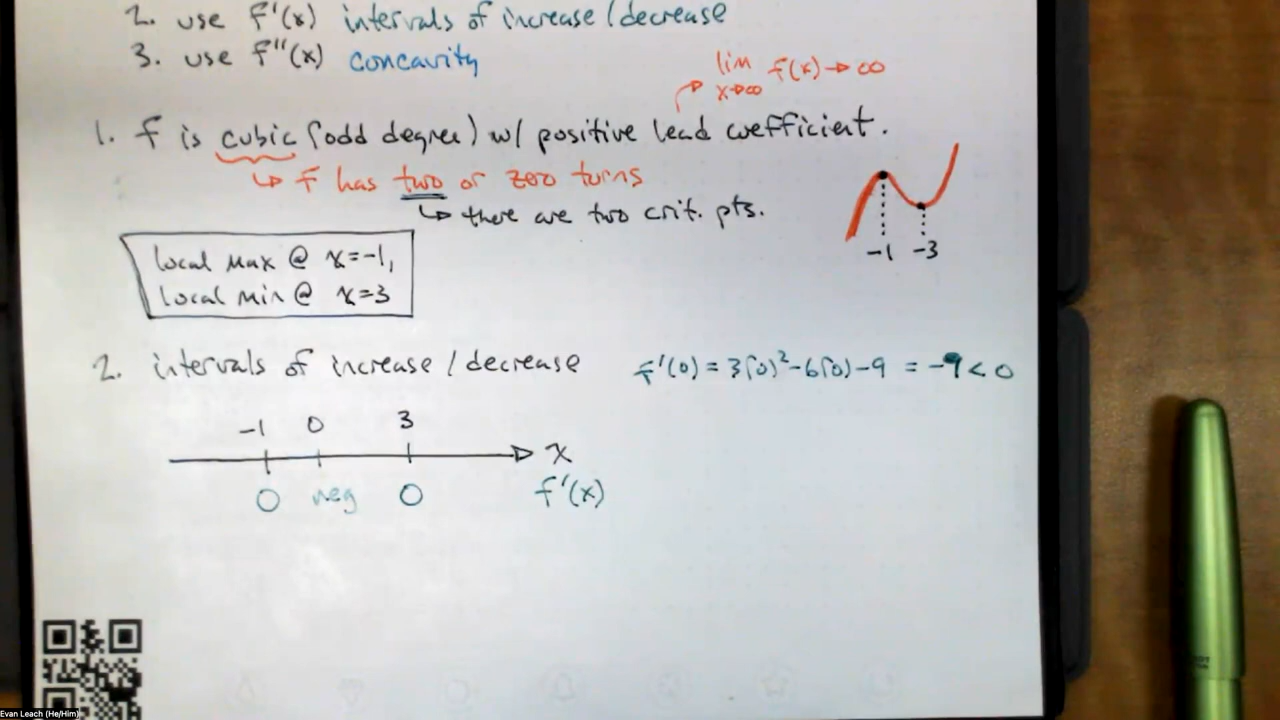 2. use f'(x) intervals of increase / decrease
3. use f"(x) concavity
lim f(x) → ∞
x→∞
1. f is cubic (odd degree) w/ positive lead coefficient.
↳ f has two or zero turns
↳ there are two crit. pts.
-1 -3
local max @ x=-1,
local min @ x=3
2. intervals of increase / decrease
f'(0) = 3(0)²-6(0)-9 = -9 < 0
-1 0 3
x
0 neg 0 f'(x)
Evan Leach (He/Him)